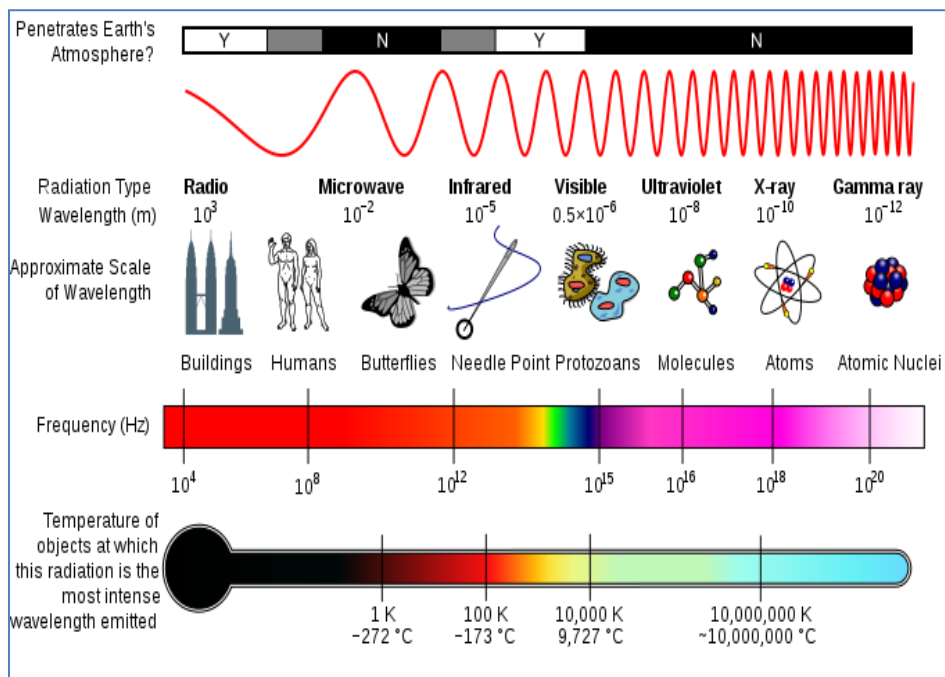 Penetrates Earth's
Atmosphere?
Y N Y N
Radiation Type
Radio Microwave Infrared Visible Ultraviolet X-ray Gamma ray
Wavelength (m)
10³ 10⁻² 10⁻⁵ 0.5×10⁻⁶ 10⁻⁸ 10⁻¹⁰ 10⁻¹²
Approximate Scale
of Wavelength
Buildings Humans Butterflies Needle Point Protozoans Molecules Atoms Atomic Nuclei
Frequency (Hz)
10⁴ 10⁸ 10¹² 10¹⁵ 10¹⁶ 10¹⁸ 10²⁰
Temperature of
objects at which
this radiation is the
most intense
wavelength emitted
1 K 100 K 10,000 K 10,000,000 K
−272 °C −173 °C 9,727 °C ~10,000,000 °C